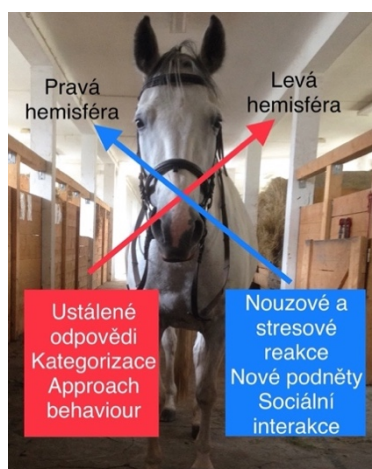 Pravá
hemisféra
Levá
hemisféra
Ustálené
odpovědi
Kategorizace
Approach
behaviour
Nouzové a
stresové
reakce
Nové podněty
Sociální
interakce